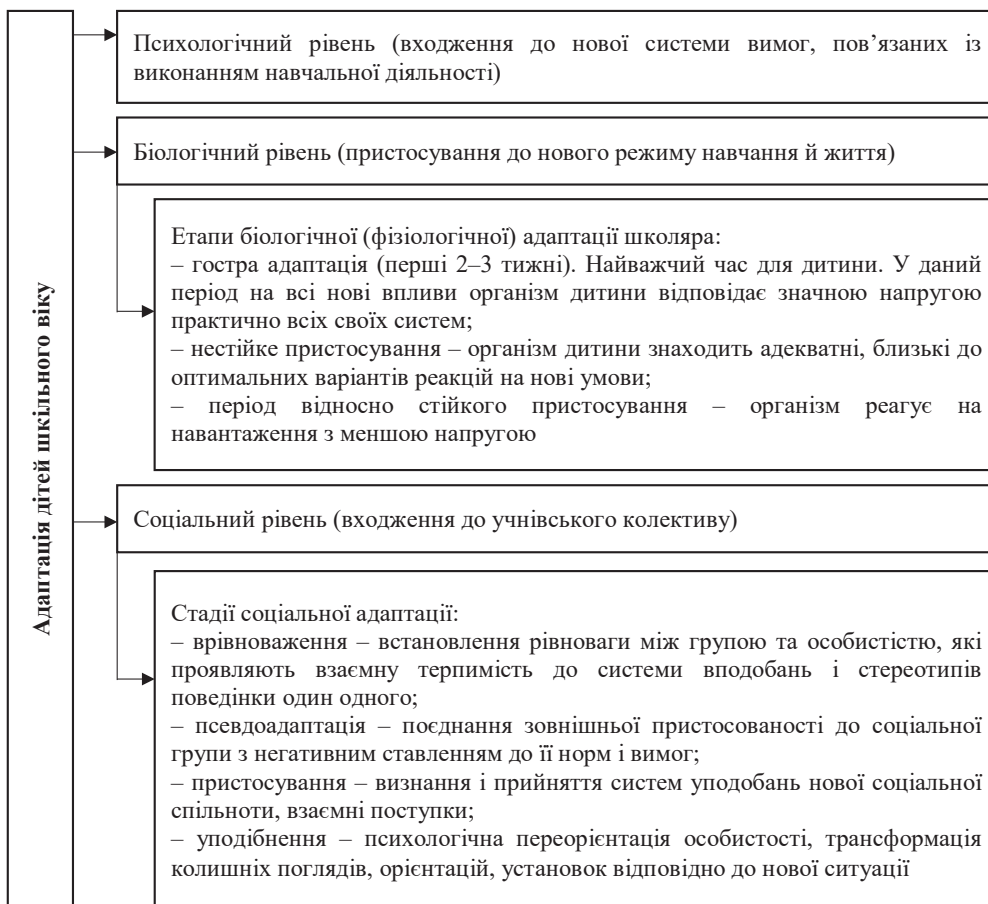 Адаптація дітей шкільного віку
Психологічний рівень (входження до нової системи вимог, пов’язаних із
виконанням навчальної діяльності)
Біологічний рівень (пристосування до нового режиму навчання й життя)
Етапи біологічної (фізіологічної) адаптації школяра:
– гостра адаптація (перші 2–3 тижні). Найважчий час для дитини. У даний
період на всі нові впливи організм дитини відповідає значною напругою
практично всіх своїх систем;
– нестійке пристосування – організм дитини знаходить адекватні, близькі до
оптимальних варіантів реакцій на нові умови;
– період відносно стійкого пристосування – організм реагує на
навантаження з меншою напругою
Соціальний рівень (входження до учнівського колективу)
Стадії соціальної адаптації:
– врівноваження – встановлення рівноваги між групою та особистістю, які
проявляють взаємну терпимість до системи вподобань і стереотипів
поведінки один одного;
– псевдоадаптація – поєднання зовнішньої пристосованості до соціальної
групи з негативним ставленням до її норм і вимог;
– пристосування – визнання і прийняття систем уподобань нової соціальної
спільноти, взаємні поступки;
– уподібнення – психологічна переорієнтація особистості, трансформація
колишніх поглядів, орієнтацій, установок відповідно до нової ситуації